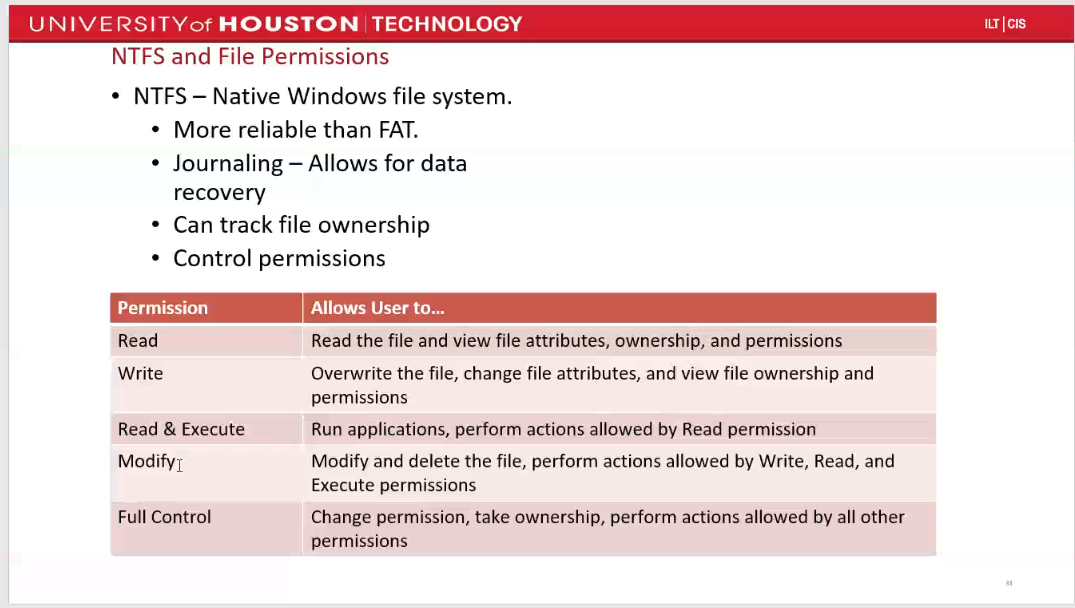 UNIVERSITY of HOUSTON | TECHNOLOGY
ILT | CIS
NTFS and File Permissions
• NTFS – Native Windows file system.
• More reliable than FAT.
• Journaling – Allows for data
recovery
• Can track file ownership
• Control permissions
Permission Allows User to...
Read Read the file and view file attributes, ownership, and permissions
Write Overwrite the file, change file attributes, and view file ownership and
permissions
Read & Execute Run applications, perform actions allowed by Read permission
Modify Modify and delete the file, perform actions allowed by Write, Read, and
Execute permissions
Full Control Change permission, take ownership, perform actions allowed by all other
permissions